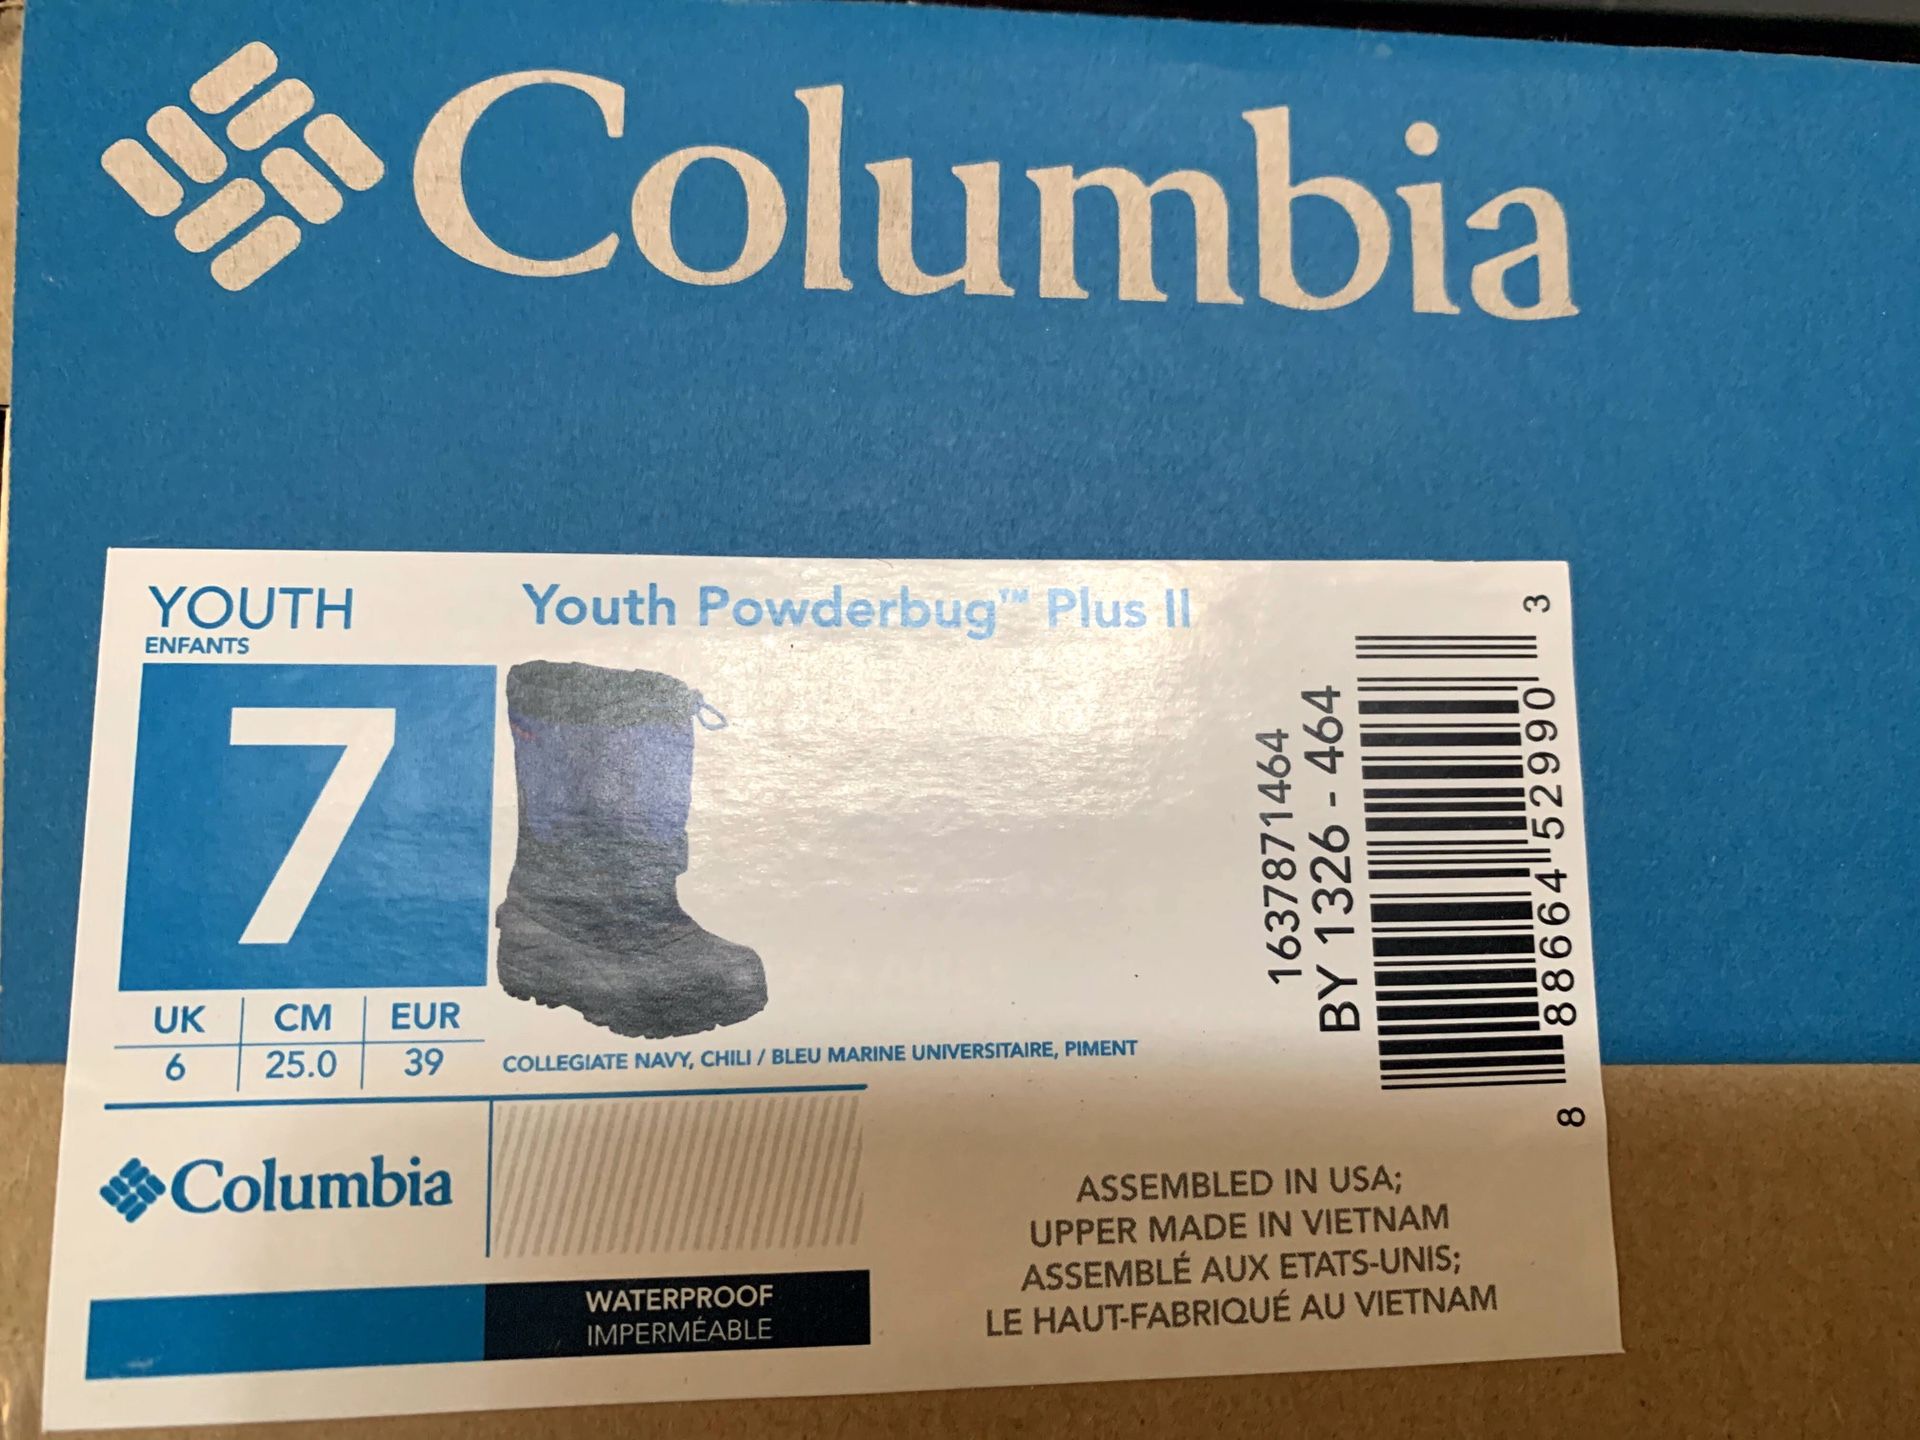 Columbia
YOUTH
ENFANTS
7
UK CM EUR
6 25.0 39
Youth Powderbug™ Plus II
COLLEGIATE NAVY, CHILI / BLEU MARINE UNIVERSITAIRE, PIMENT
1637871464
BY 1326 - 464
8 88664 52990 3
Columbia
WATERPROOF
IMPERMÉABLE
ASSEMBLED IN USA;
UPPER MADE IN VIETNAM
ASSEMBLÉ AUX ETATS-UNIS;
LE HAUT-FABRIQUÉ AU VIETNAM